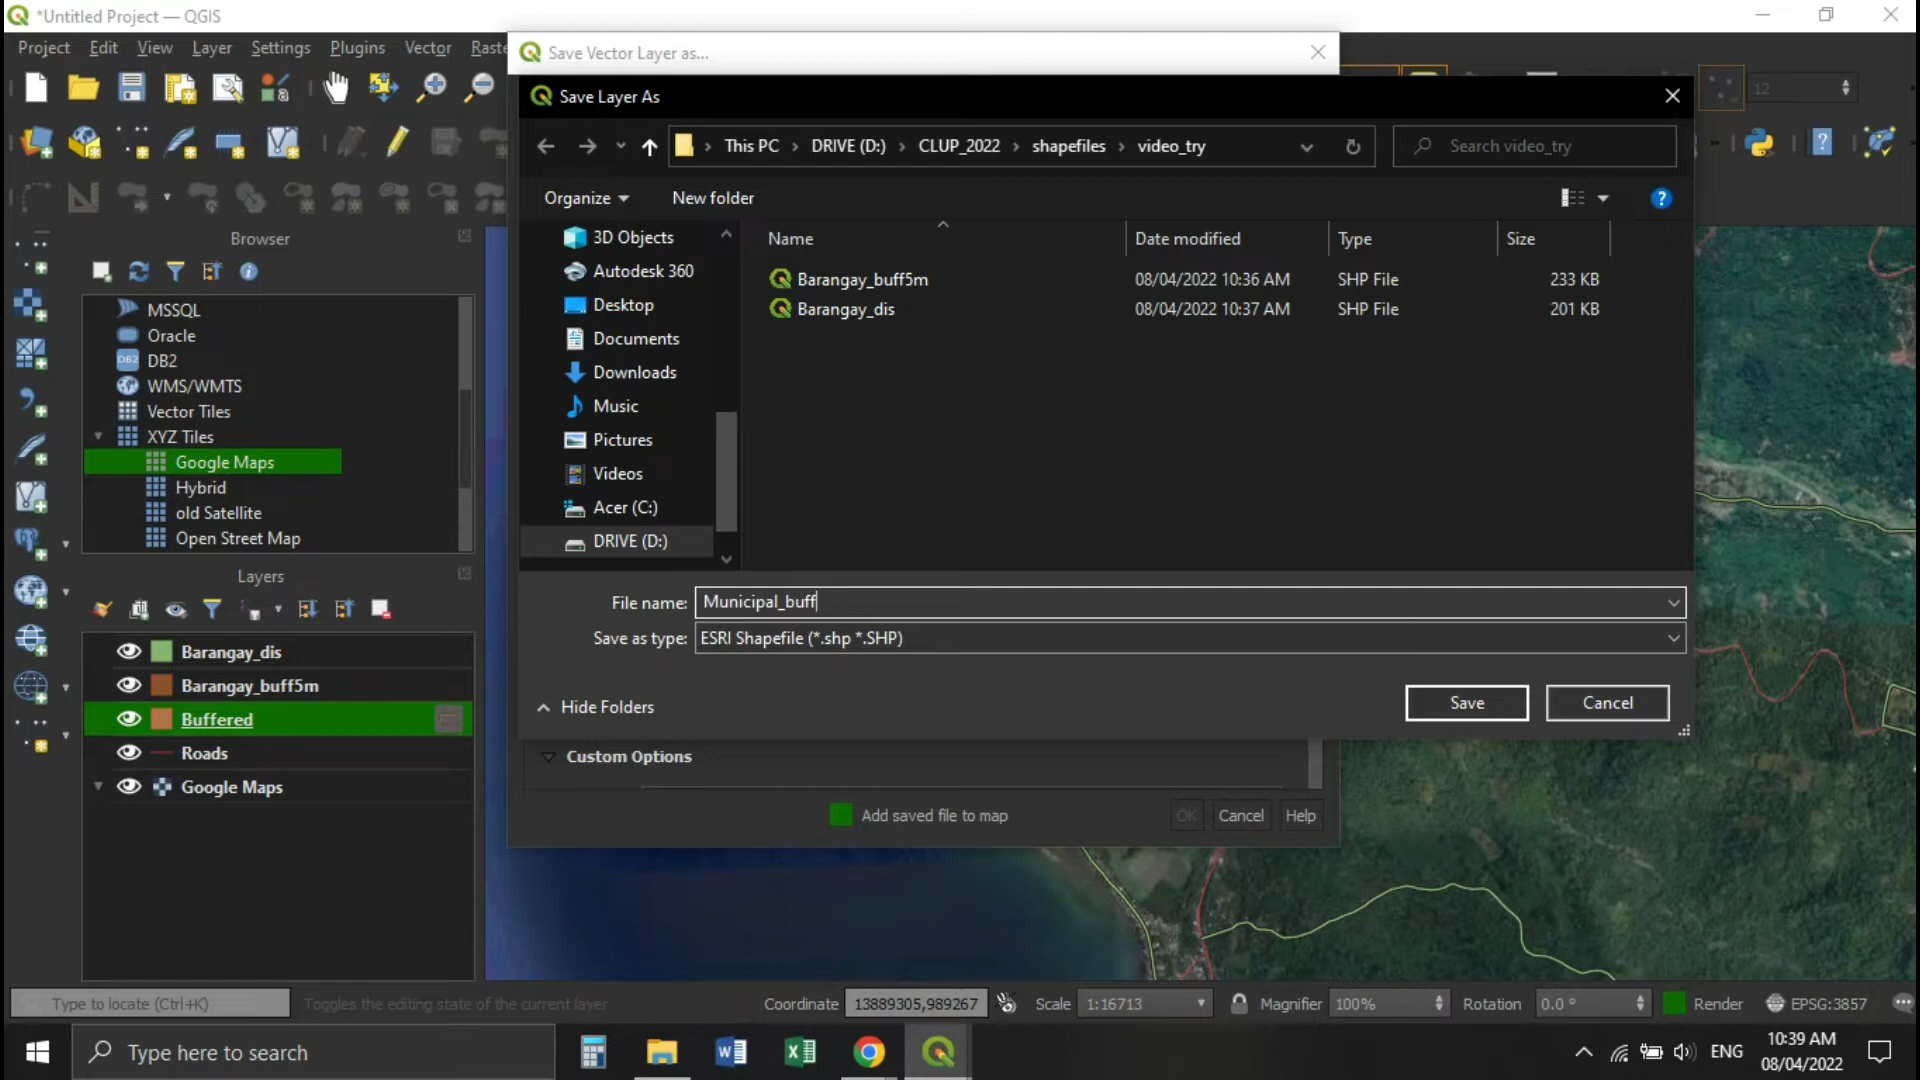 *Untitled Project — QGIS
Project Edit View Layer Settings Plugins Vector Raste
Save Vector Layer as...
Save Layer As
12
This PC DRIVE (D:) CLUP_2022 shapefiles video_try
Search video_try
Organize New folder
Browser
Name Date modified Type Size
3D Objects
Autodesk 360
Desktop
Documents
Downloads
Music
Pictures
Videos
Acer (C:)
DRIVE (D:)
Barangay_buff5m 08/04/2022 10:36 AM SHP File 233 KB
Barangay_dis 08/04/2022 10:37 AM SHP File 201 KB
MSSQL
Oracle
DB2 DB2
WMS/WMTS
Vector Tiles
XYZ Tiles
Google Maps
Hybrid
old Satellite
Open Street Map
Layers
File name: Municipal_buff
Save as type: ESRI Shapefile (*.shp *.SHP)
Hide Folders
Save
Cancel
Barangay_dis
Barangay_buff5m
Buffered
Roads
Google Maps
Custom Options
Add saved file to map
OK Cancel Help
Type to locate (Ctrl+K)
Toggles the editing state of the current layer
Coordinate 13889305,989267 Scale 1:16713 Magnifier 100% Rotation 0.0 ° Render EPSG:3857
Type here to search
ENG
10:39 AM
08/04/2022